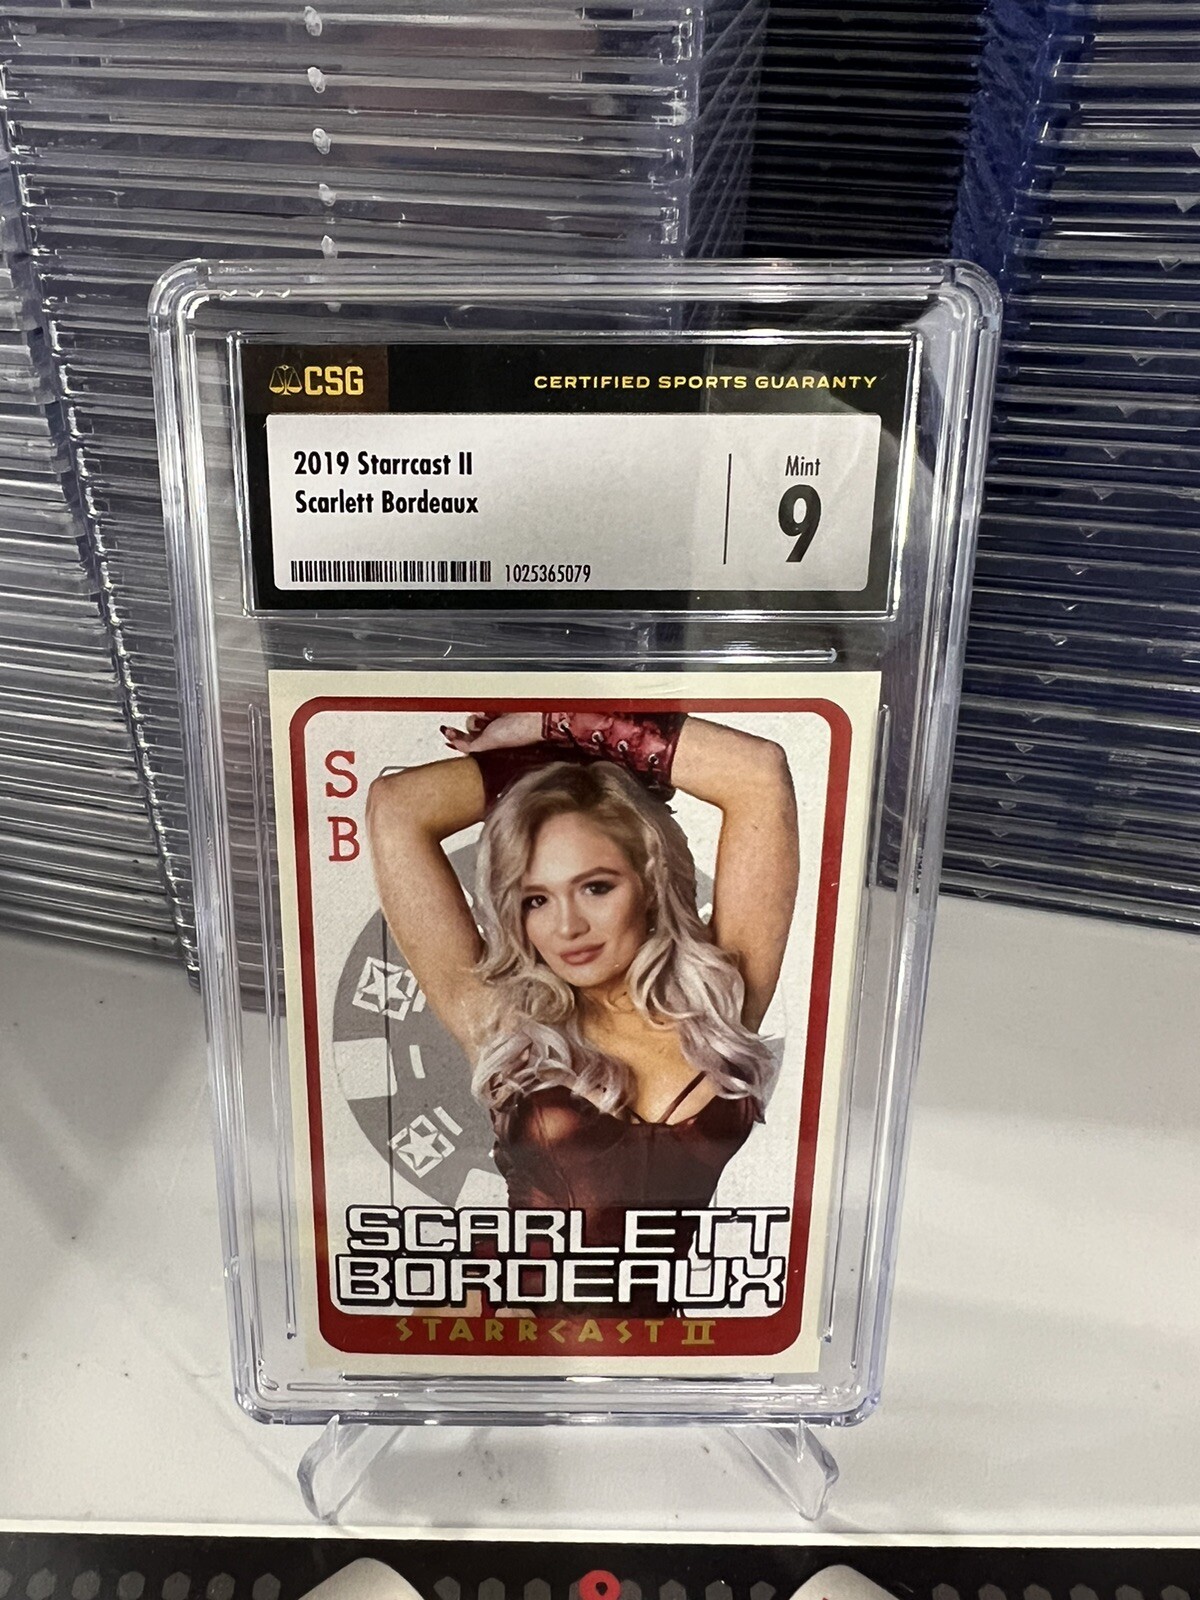 CSG
CERTIFIED SPORTS GUARANTY
2019 Starrcast II
Scarlett Bordeaux
Mint
9
1025365079
S
B
SCARLETT
BORDEAUX
STARRCAST II